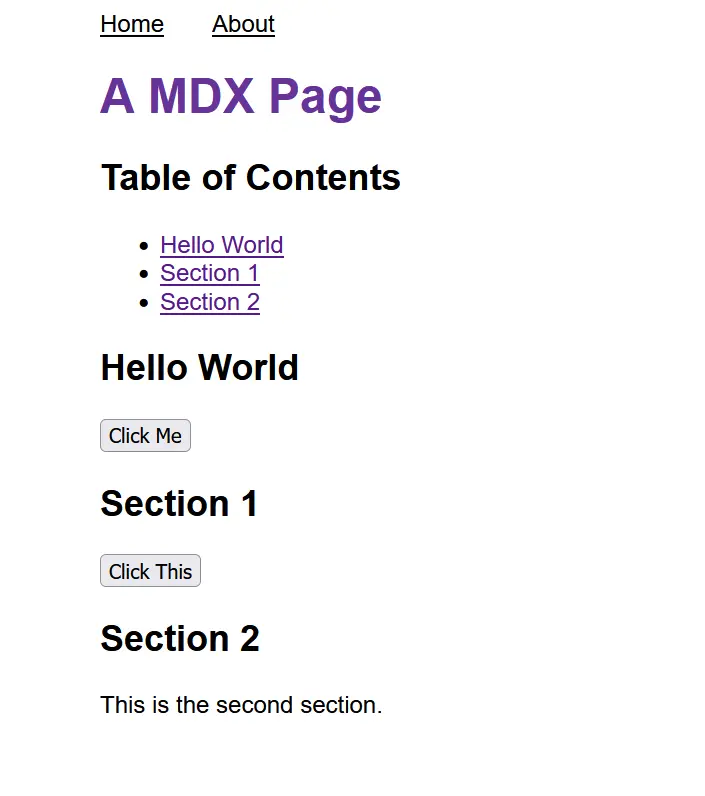 Home About
A MDX Page
Table of Contents
Hello World
Section 1
Section 2
Hello World
Click Me
Section 1
Click This
Section 2
This is the second section.